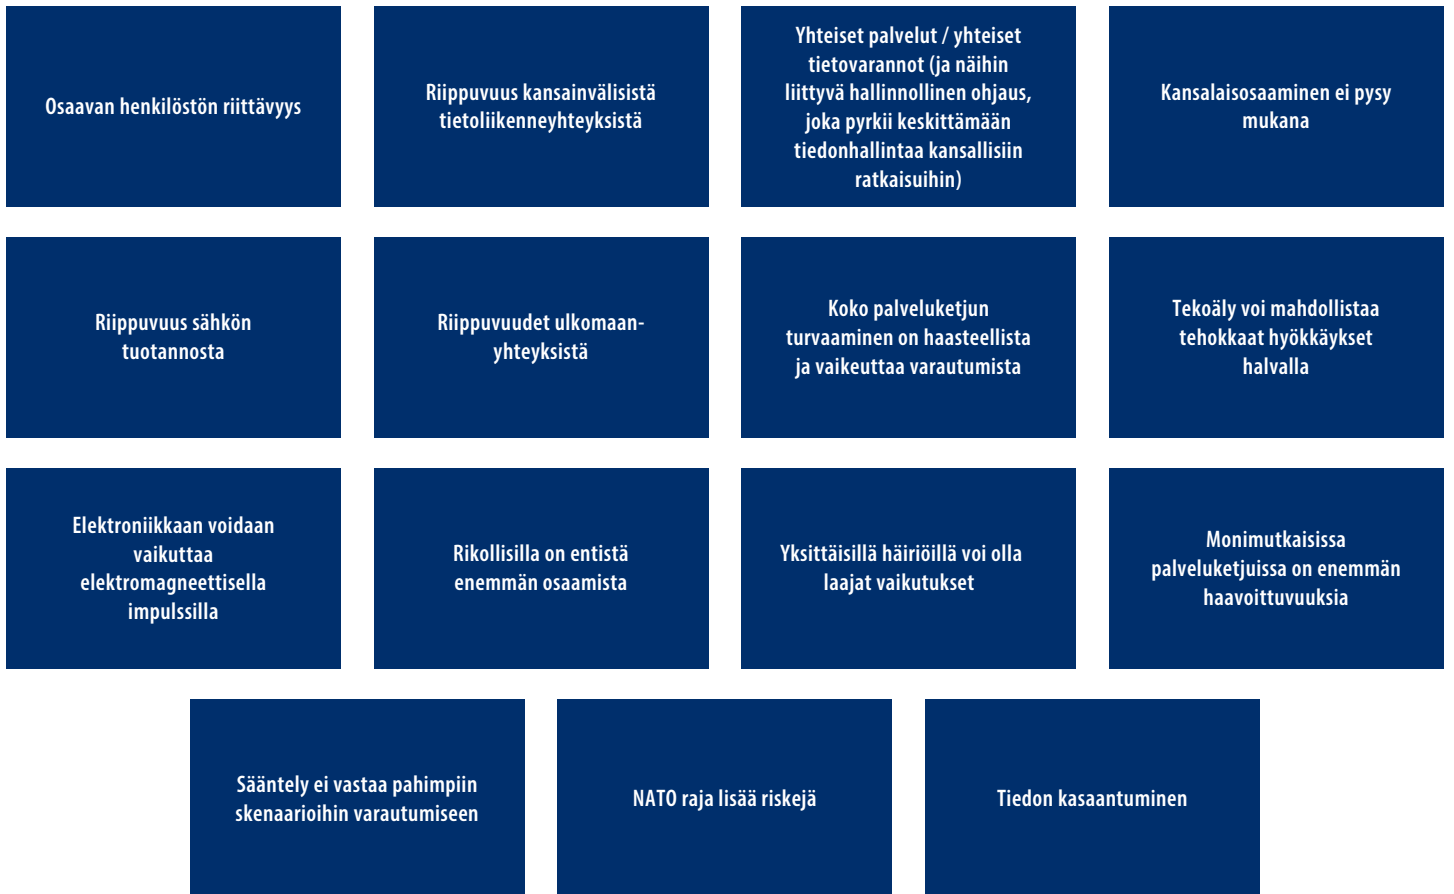 Osaavan henkilöstön riittävyys
Riippuvuus kansainvälisistä
tietoliikenneyhteyksistä
Yhteiset palvelut / yhteiset
tietovarannot (ja näihin
liittyvä hallinnollinen ohjaus,
joka pyrkii keskittämään
tiedonhallintaa kansallisiin
ratkaisuihin)
Kansalaisosaaminen ei pysy
mukana
Riippuvuus sähkön
tuotannosta
Riippuvuudet ulkomaan-
yhteyksistä
Koko palveluketjun
turvaaminen on haasteellista
ja vaikeuttaa varautumista
Tekoäly voi mahdollistaa
tehokkaat hyökkäykset
halvalla
Elektroniikkaan voidaan
vaikuttaa
elektromagneettisella
impulssilla
Rikollisilla on entistä
enemmän osaamista
Yksittäisillä häiriöillä voi olla
laajat vaikutukset
Monimutkaisissa
palveluketjuissa on enemmän
haavoittuvuuksia
Sääntely ei vastaa pahimpiin
skenaarioihin varautumiseen
NATO raja lisää riskejä
Tiedon kasaantuminen